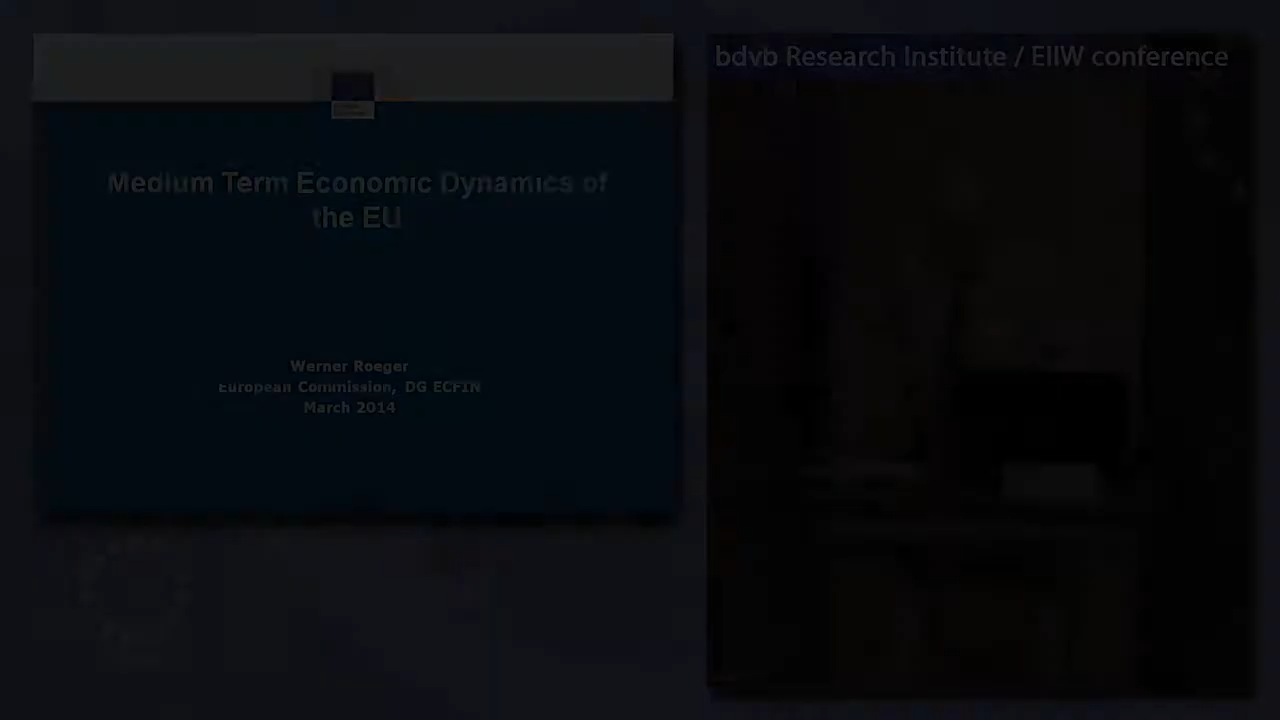 Medium Term Economic Dynamics of
the EU
Werner Roeger
European Commission, DG ECFIN
March 2014
bdvb Research Institute / EIIW conference